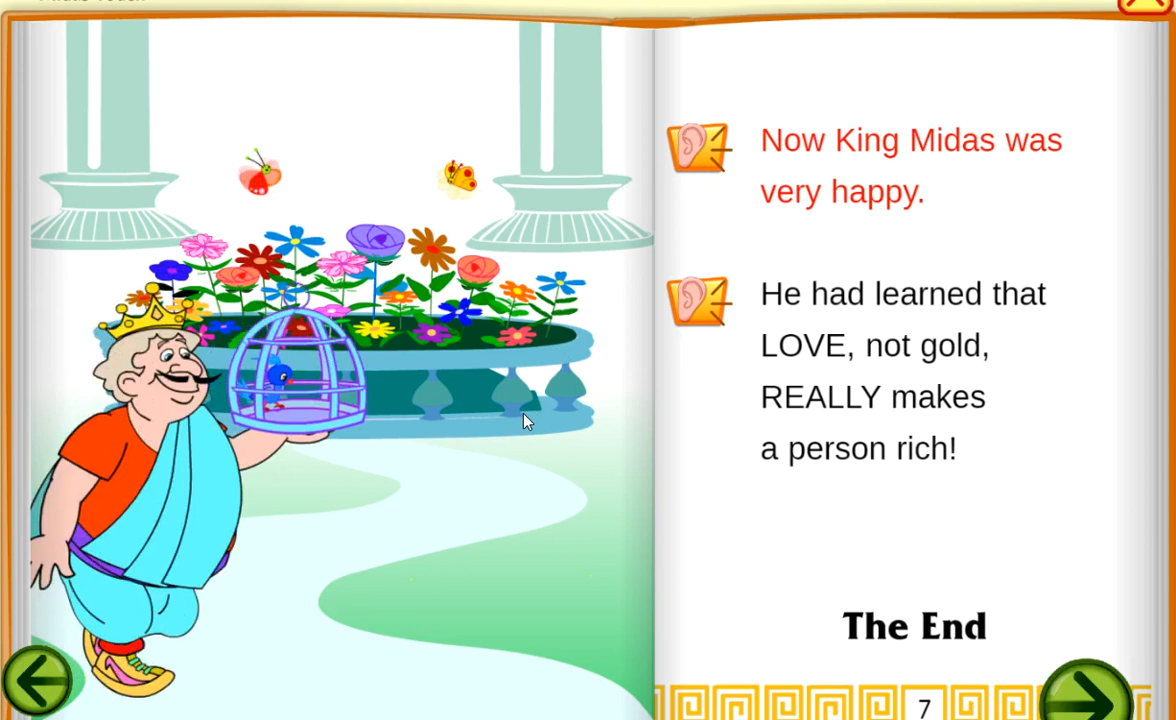 Now King Midas was
very happy.
He had learned that
LOVE, not gold,
REALLY makes
a person rich!
The End
7